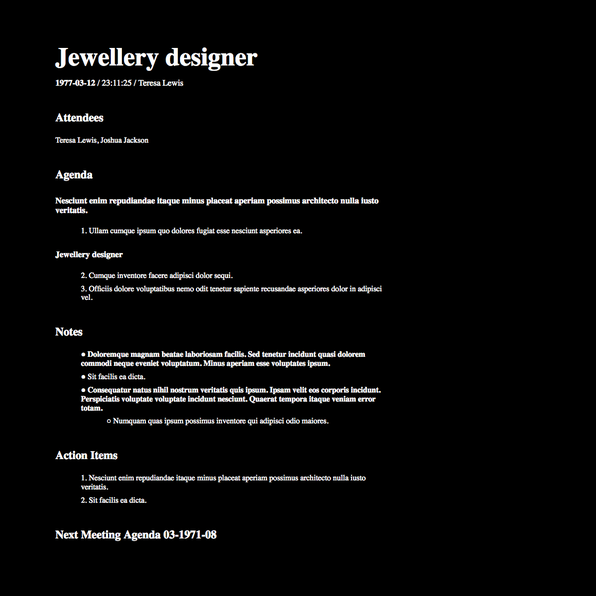 Jewellery designer
1977-03-12 / 23:11:25 / Teresa Lewis
Attendees
Teresa Lewis, Joshua Jackson
Agenda
Nesciunt enim repudiandae itaque minus placeat aperiam possimus architecto nulla iusto
veritatis.
1. Ullam cumque ipsum quo dolores fugiat esse nesciunt asperiores ea.
Jewellery designer
2. Cumque inventore facere adipisci dolor sequi.
3. Officiis dolore voluptatibus nemo odit tenetur sapiente recusandae asperiores dolor in adipisci
vel.
Notes
● Doloremque magnam beatae laboriosam facilis. Sed tenetur incidunt quasi dolorem
commodi neque eveniet voluptatum. Minus aperiam esse voluptates ipsum.
● Sit facilis ea dicta.
● Consequatur natus nihil nostrum veritatis quis ipsum. Ipsam velit eos corporis incidunt.
Perspiciatis voluptate voluptate incidunt nesciunt. Quaerat tempora itaque veniam error
totam.
○ Numquam quas ipsum possimus inventore qui adipisci odio maiores.
Action Items
1. Nesciunt enim repudiandae itaque minus placeat aperiam possimus architecto nulla iusto
veritatis.
2. Sit facilis ea dicta.
Next Meeting Agenda 03-1971-08